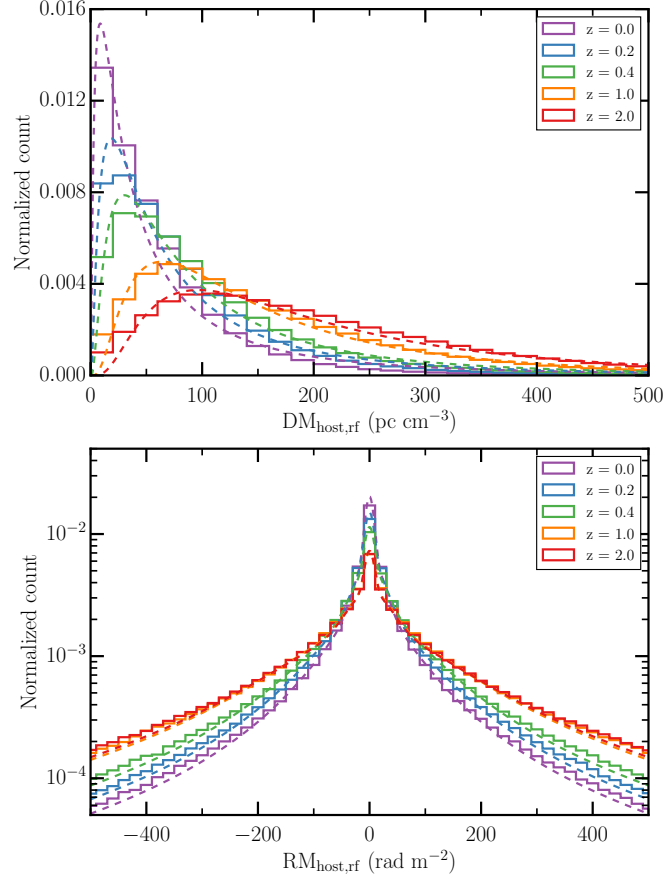 0.016
0.012
0.008
0.004
0.000
Normalized count
z = 0.0
z = 0.2
z = 0.4
z = 1.0
z = 2.0
0 100 200 300 400 500
DM_host,rf (pc cm⁻³)
10⁻²
10⁻³
10⁻⁴
Normalized count
z = 0.0
z = 0.2
z = 0.4
z = 1.0
z = 2.0
−400 −200 0 200 400
RM_host,rf (rad m⁻²)